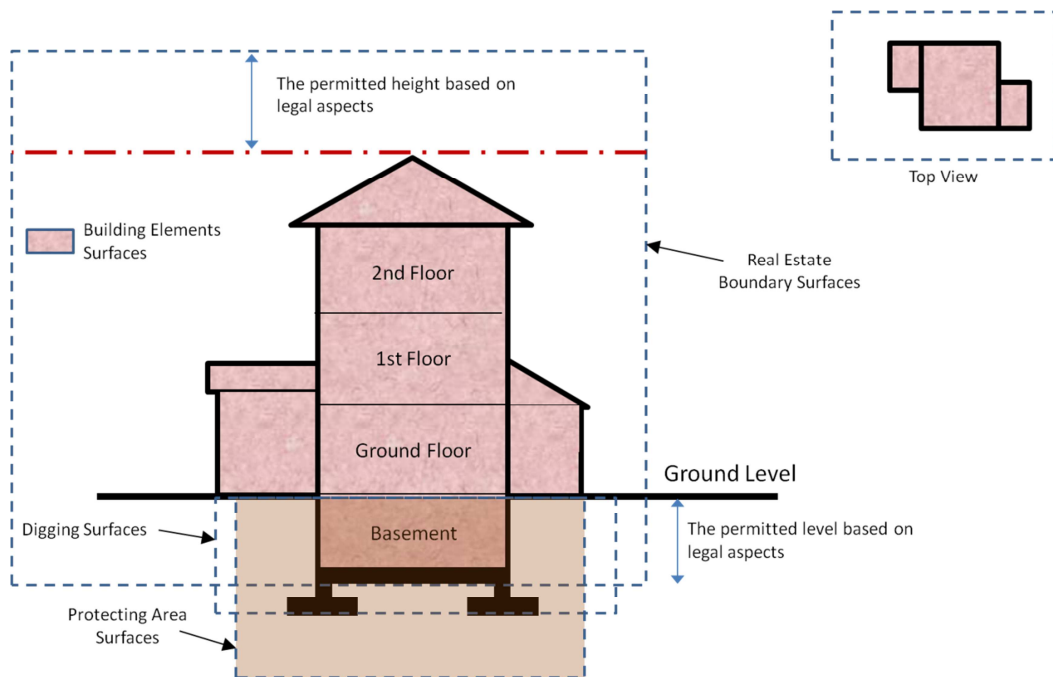 The permitted height based on
legal aspects
Top View
Building Elements
Surfaces
Real Estate
Boundary Surfaces
2nd Floor
1st Floor
Ground Floor
Ground Level
Digging Surfaces
Basement
The permitted level based on
legal aspects
Protecting Area
Surfaces